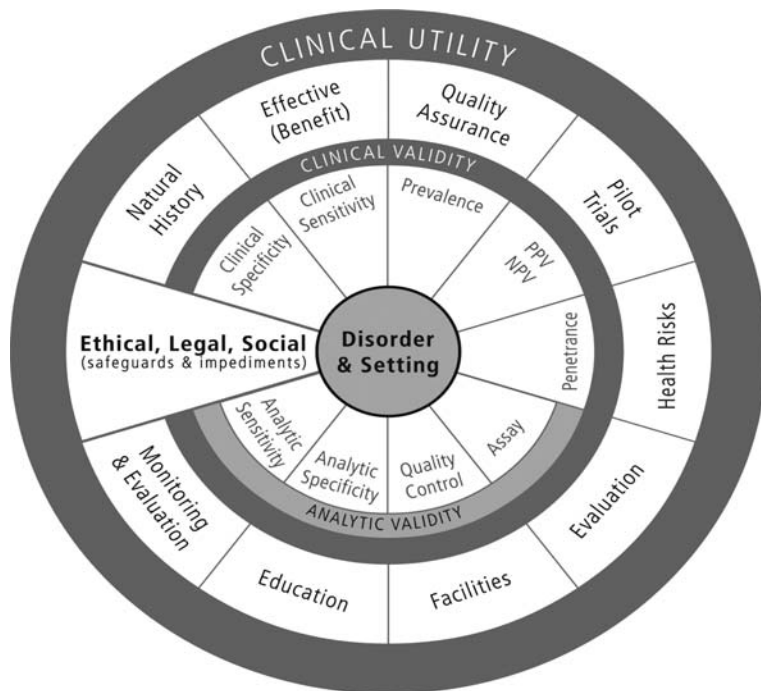 CLINICAL UTILITY
Effective
(Benefit)
Quality
Assurance
Natural
History
Pilot
Trials
CLINICAL VALIDITY
Clinical
Specificity
Clinical
Sensitivity
Prevalence
PPV
NPV
Penetrance
Health Risks
Ethical, Legal, Social
(safeguards & impediments)
Disorder
& Setting
Analytic
Sensitivity
Analytic
Specificity
Quality
Control
Assay
ANALYTIC VALIDITY
Monitoring
& Evaluation
Education
Facilities
Evaluation